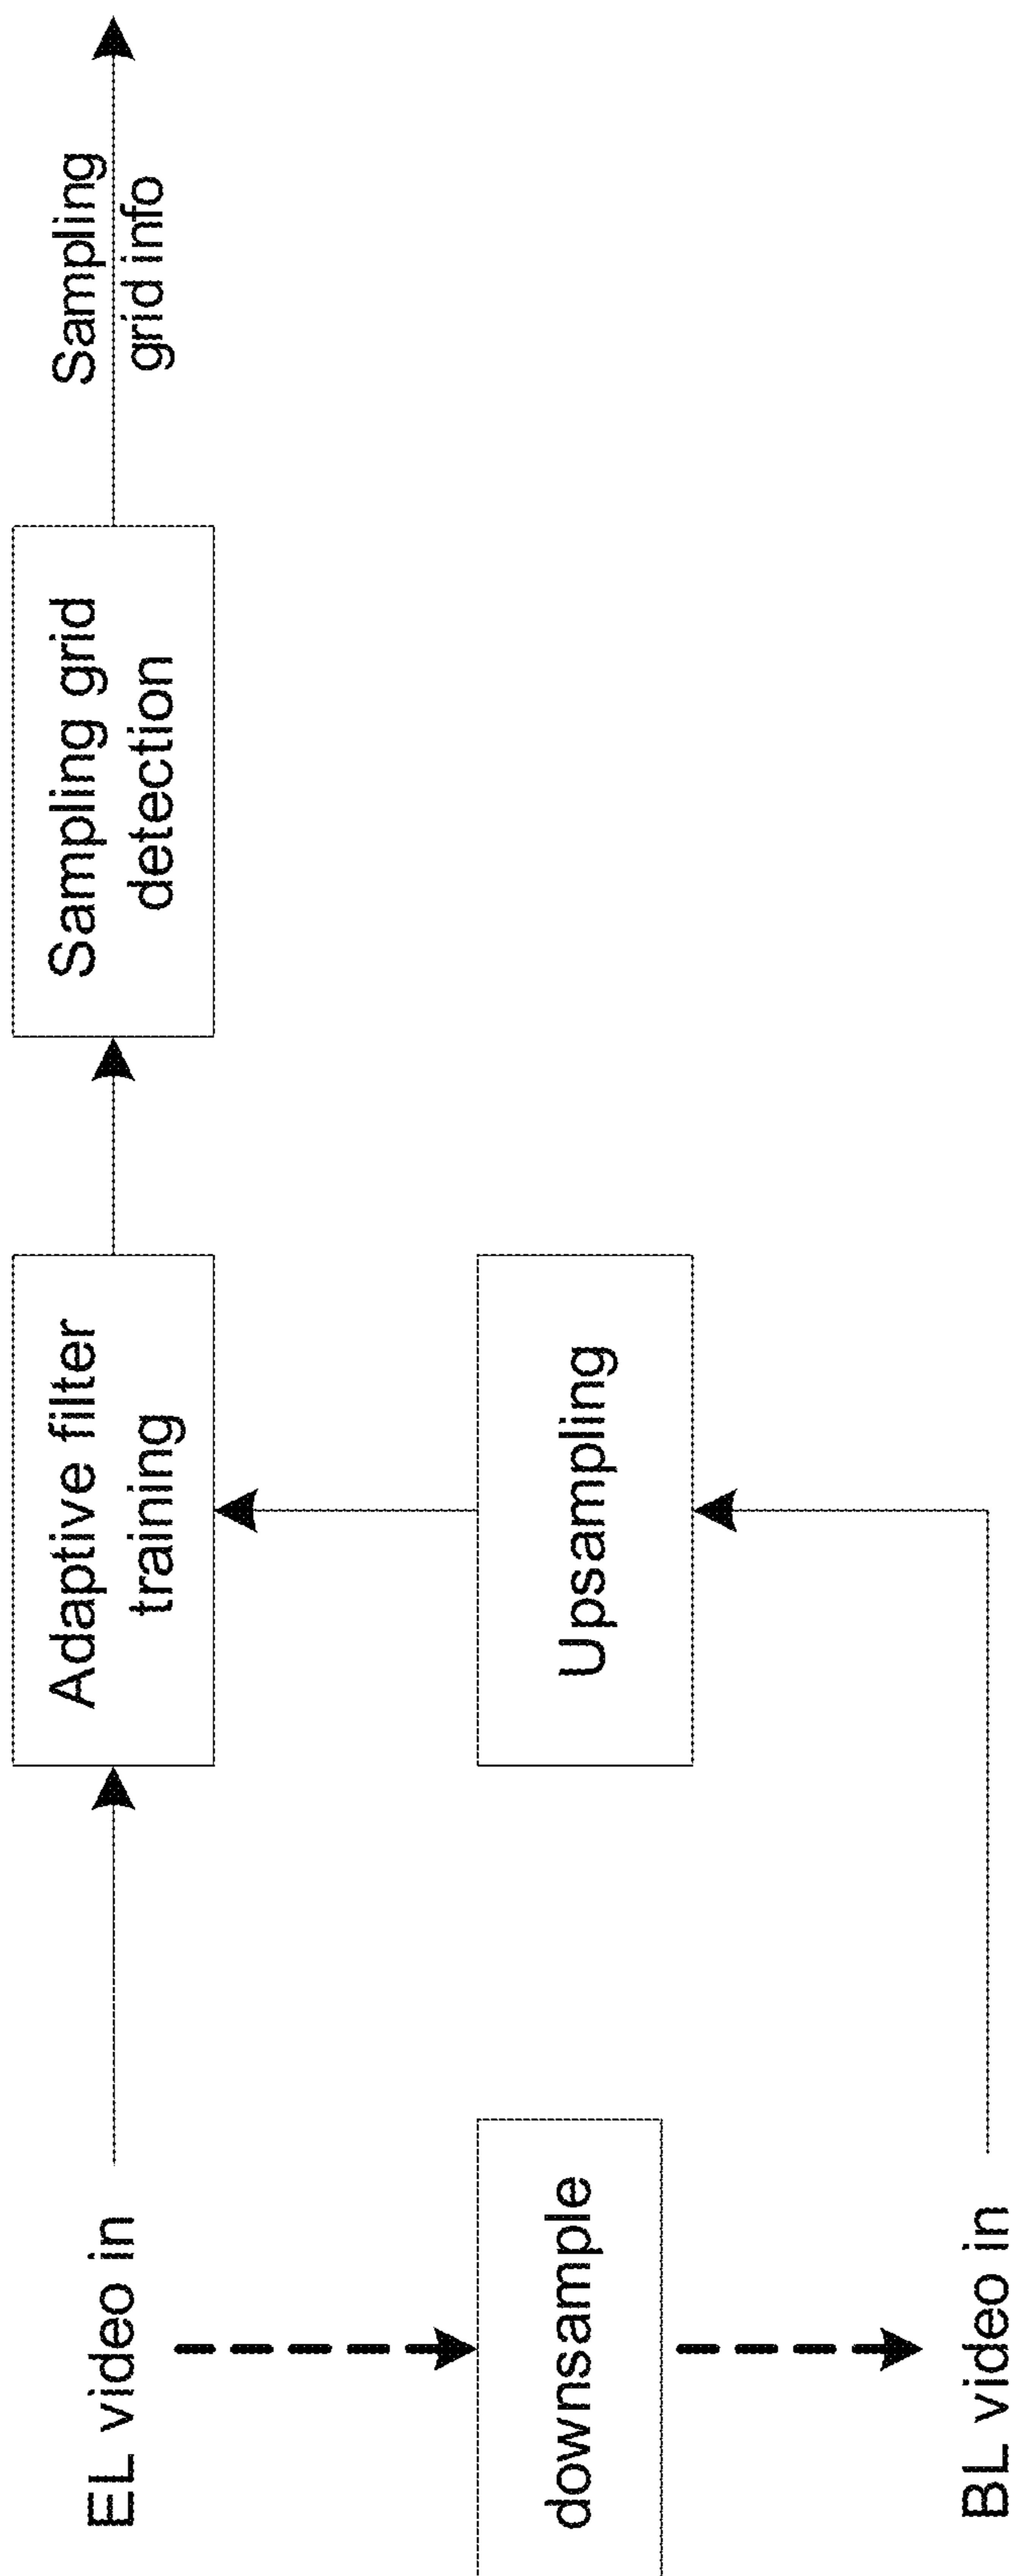 EL video in
Adaptive filter
training
Sampling grid
detection
Sampling
grid info
downsample
Upsampling
BL video in